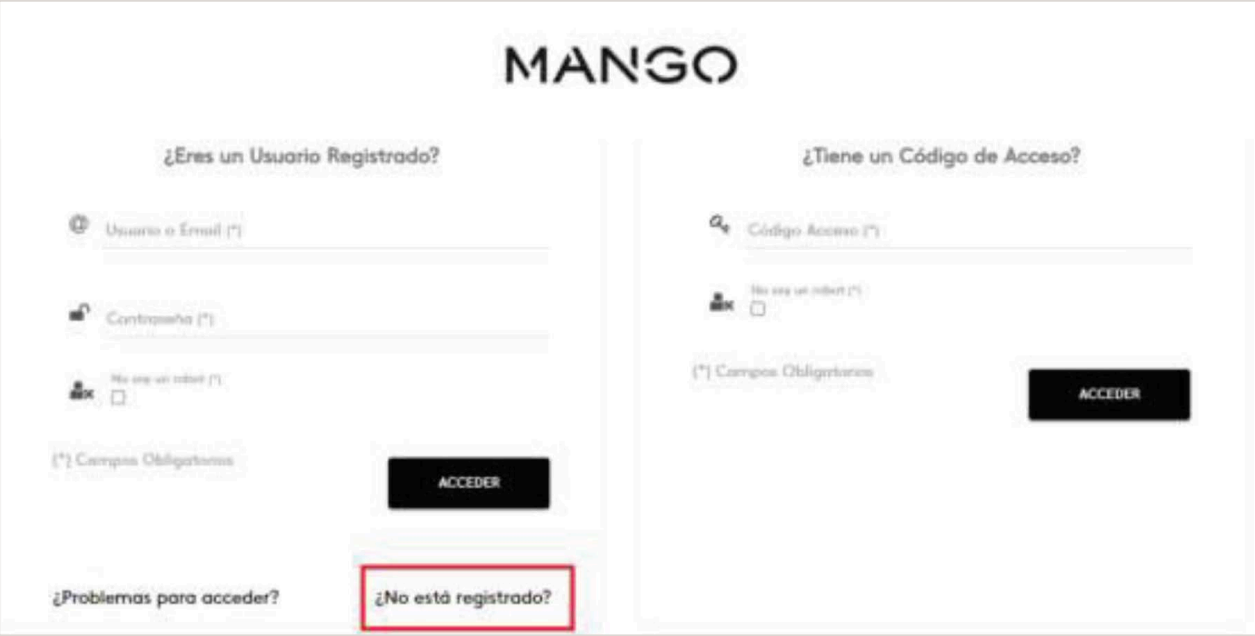 MANGO
¿Eres un Usuario Registrado?
@ Usuario o Email (*)
Contraseña (*)
No soy un robot (*)
(*) Campos Obligatorios
ACCEDER
¿Problemas para acceder?
¿No está registrado?
¿Tiene un Código de Acceso?
Código Acceso (*)
No soy un robot (*)
(*) Campos Obligatorios
ACCEDER